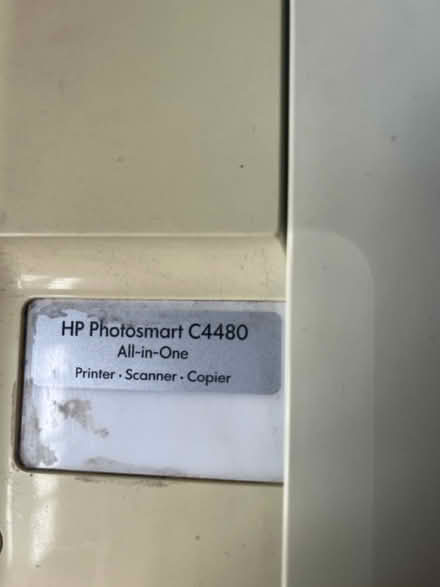 HP Photosmart C4480
All-in-One
Printer · Scanner · Copier